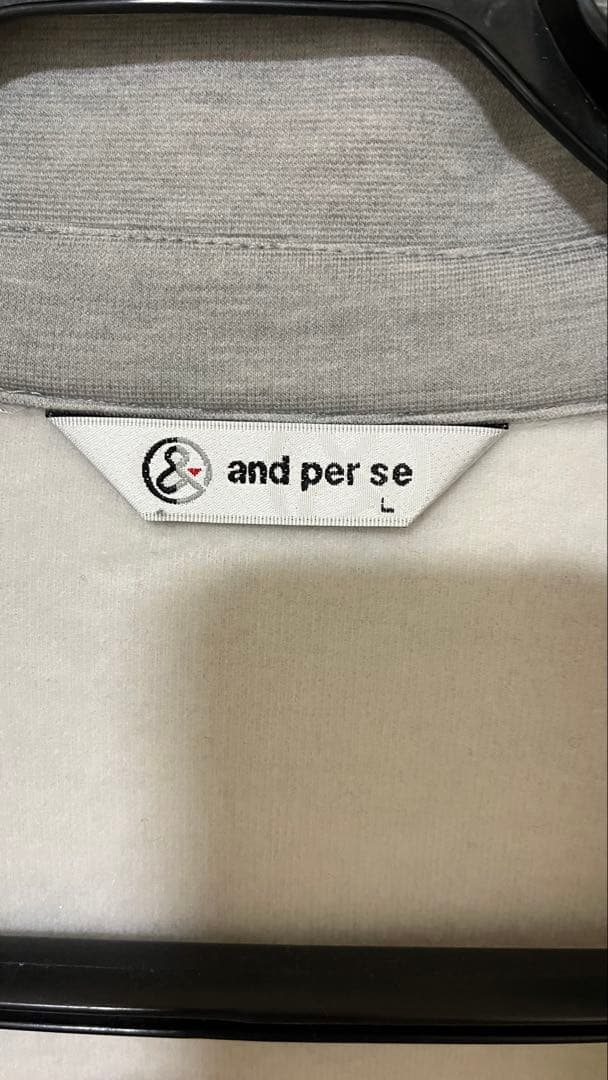 & and per se
L